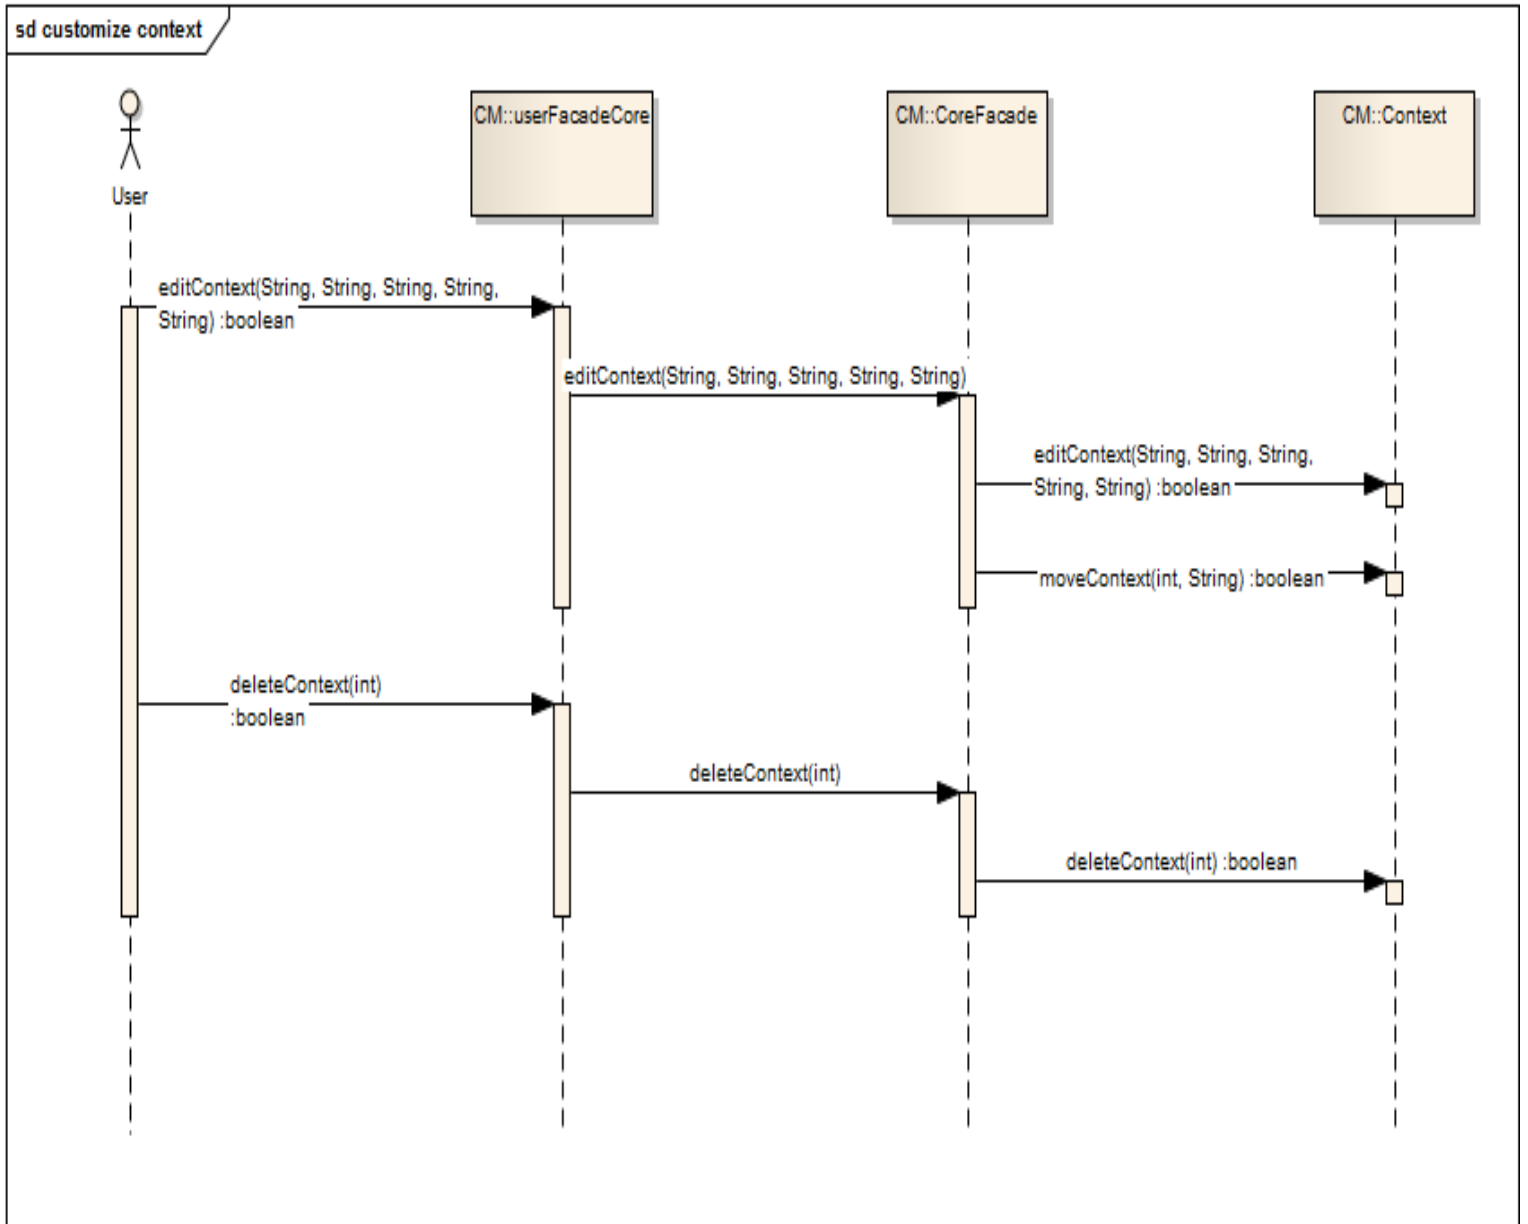 sd customize context
CM::userFacadeCore
CM::CoreFacade
CM::Context
User
editContext(String, String, String, String,
String) :boolean
editContext(String, String, String, String, String)
editContext(String, String, String,
String, String) :boolean
moveContext(int, String) :boolean
deleteContext(int)
:boolean
deleteContext(int)
deleteContext(int) :boolean